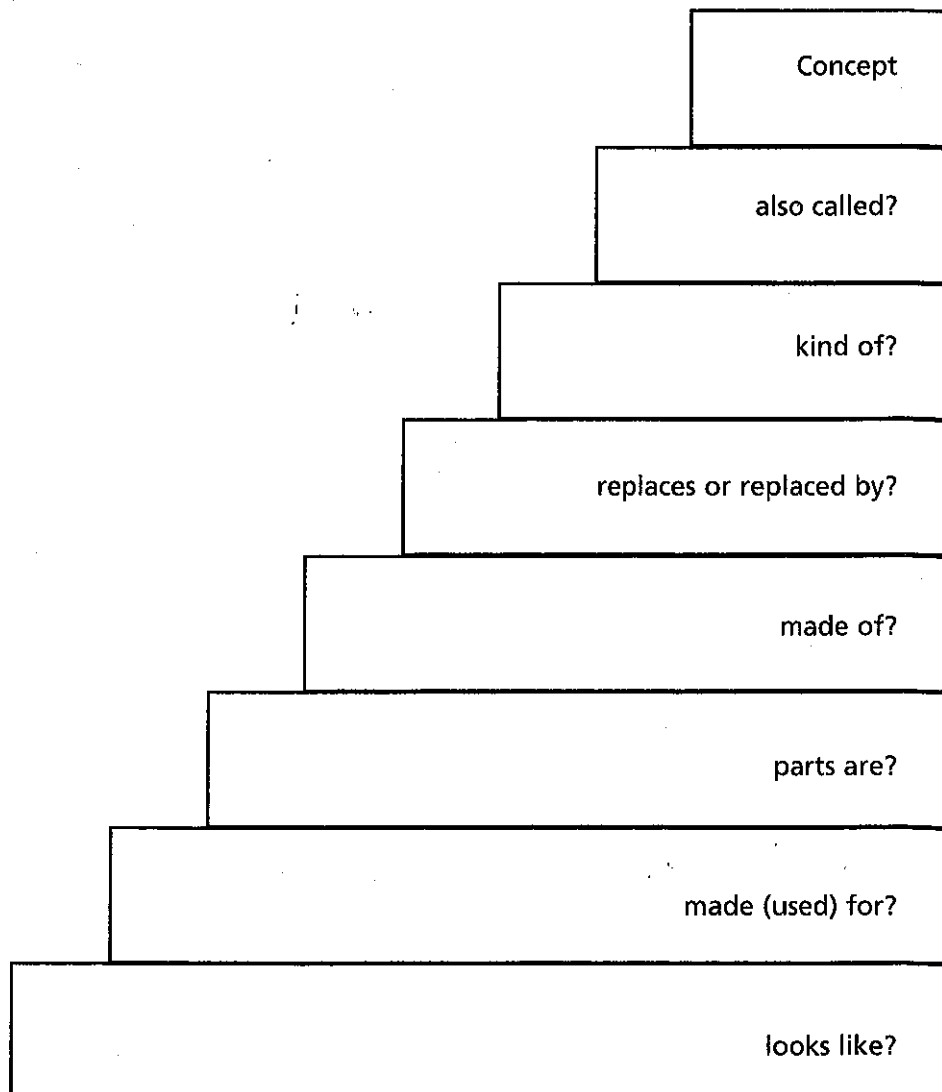 Concept
also called?
kind of?
replaces or replaced by?
made of?
parts are?
made (used) for?
looks like?